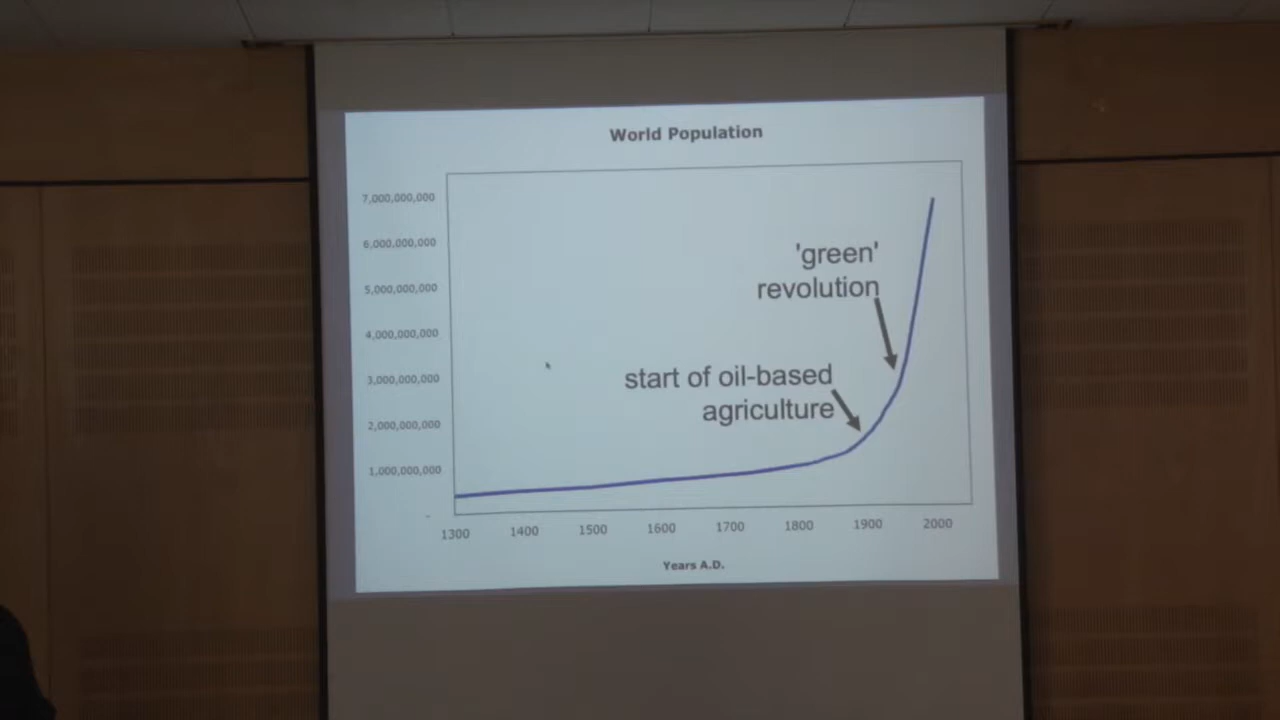 World Population
7,000,000,000
6,000,000,000
5,000,000,000
4,000,000,000
3,000,000,000
2,000,000,000
1,000,000,000
-
'green'
revolution
start of oil-based
agriculture
1300 1400 1500 1600 1700 1800 1900 2000
Years A.D.